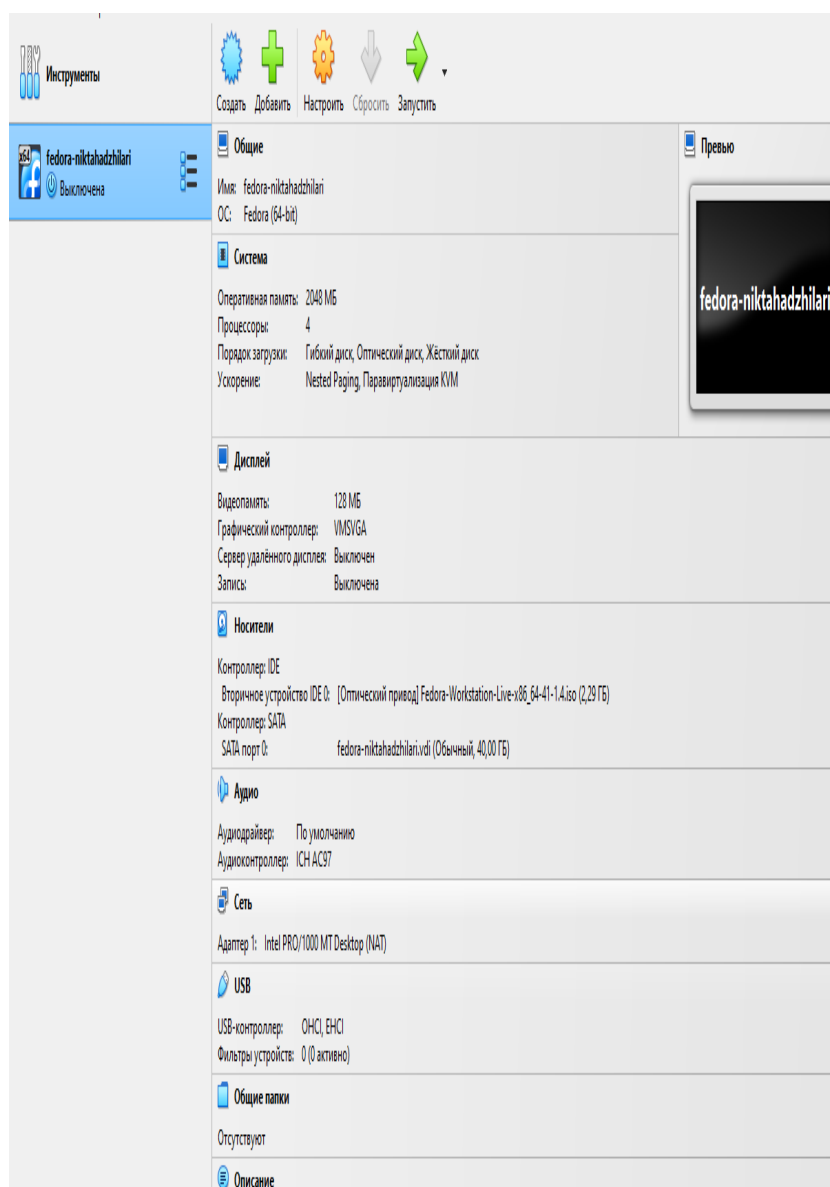 Инструменты
Создать Добавить Настроить Сбросить Запустить
x64
fedora-niktahadzhilari
Выключена
Общие
Имя: fedora-niktahadzhilari
ОС: Fedora (64-bit)
Превью
fedora-niktahadzhilari
Система
Оперативная память: 2048 МБ
Процессоры: 4
Порядок загрузки: Гибкий диск, Оптический диск, Жёсткий диск
Ускорение: Nested Paging, Паравиртуализация KVM
Дисплей
Видеопамять: 128 МБ
Графический контроллер: VMSVGA
Сервер удалённого дисплея: Выключен
Запись: Выключена
Носители
Контроллер: IDE
Вторичное устройство IDE 0: [Оптический привод] Fedora-Workstation-Live-x86_64-41-1.4.iso (2,29 ГБ)
Контроллер: SATA
SATA порт 0: fedora-niktahadzhilari.vdi (Обычный, 40,00 ГБ)
Аудио
Аудиодрайвер: По умолчанию
Аудиоконтроллер: ICH AC97
Сеть
Адаптер 1: Intel PRO/1000 MT Desktop (NAT)
USB
USB-контроллер: OHCI, EHCI
Фильтры устройств: 0 (0 активно)
Общие папки
Отсутствуют
Описание